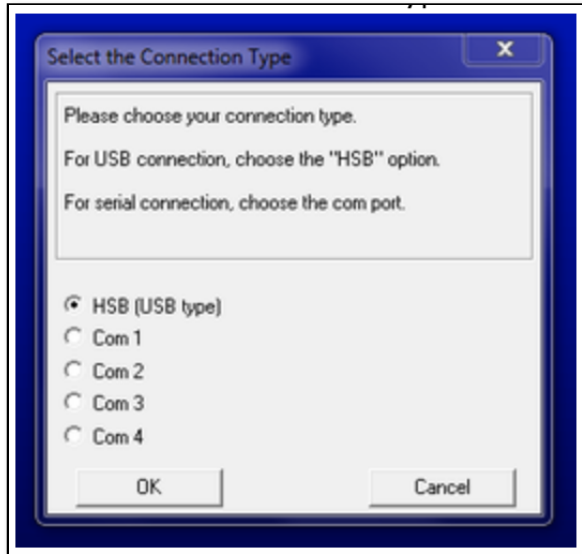 Select the Connection Type
Please choose your connection type.
For USB connection, choose the "HSB" option.
For serial connection, choose the com port.
HSB (USB type)
Com 1
Com 2
Com 3
Com 4
OK
Cancel